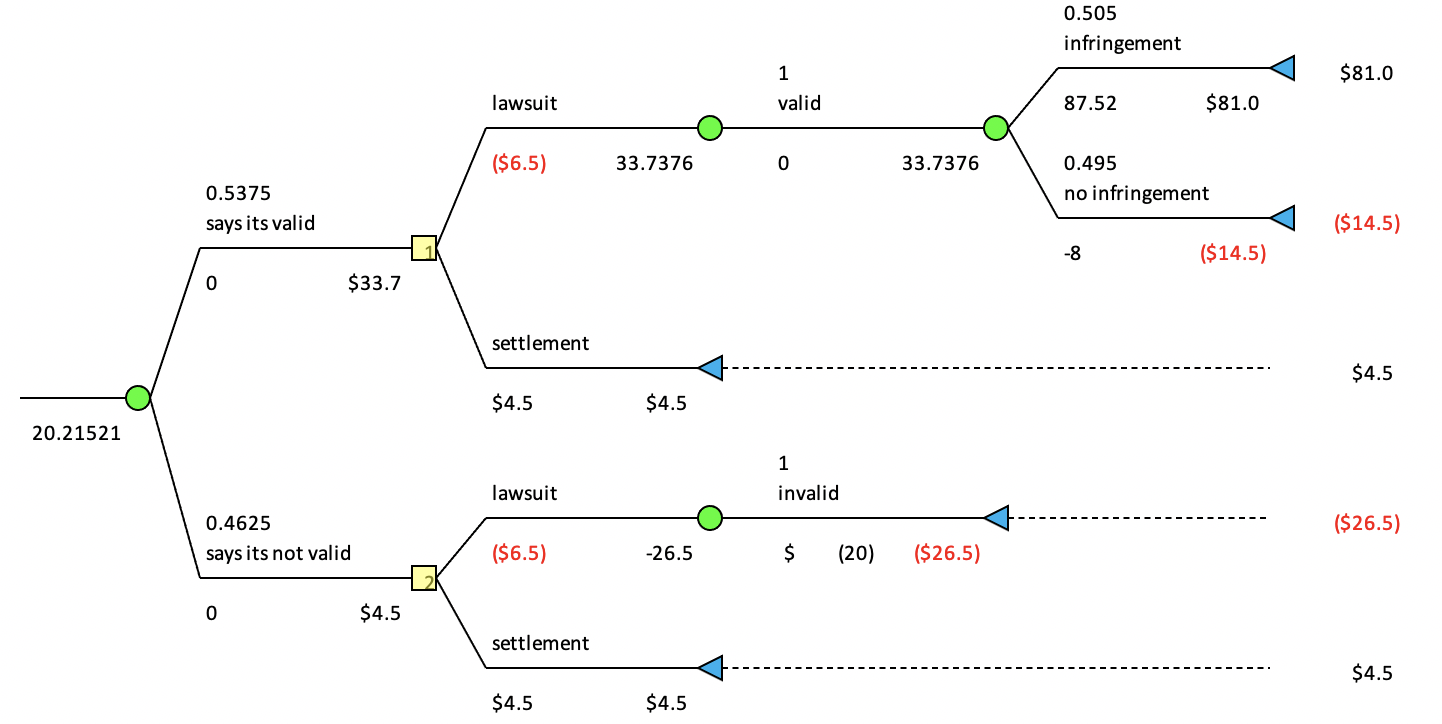 0.505
infringement
$81.0
1
lawsuit
valid
87.52 $81.0
($6.5) 33.7376
0 33.7376
0.495
0.5375
no infringement
says its valid
($14.5)
1
-8 ($14.5)
0 $33.7
settlement
$4.5
$4.5 $4.5
20.21521
1
lawsuit
invalid
0.4625
($26.5)
says its not valid
($6.5) -26.5
$ (20) ($26.5)
2
0 $4.5
settlement
$4.5
$4.5 $4.5